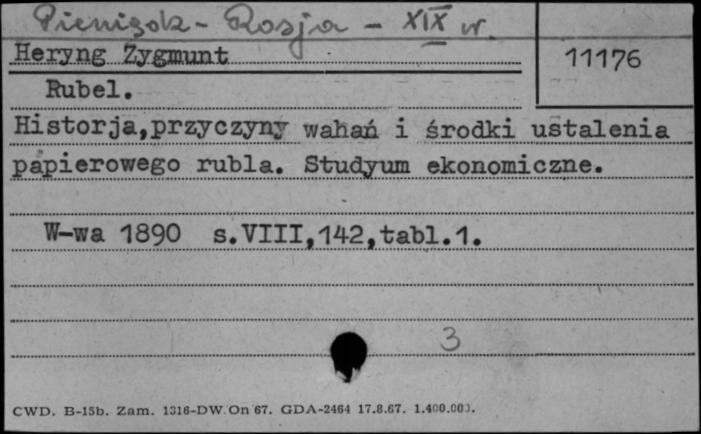 Pieniądz - Rosja - XIX w.
Heryng Zygmunt
11176
Rubel.
Historja,przyczyny wahań i środki ustalenia
papierowego rubla. Studyum ekonomiczne.
W-wa 1890 s.VIII,142,tabl.1.
3
CWD. B-15b. Zam. 1316-DW.On 67. GDA-2464 17.8.67. 1.400.000.